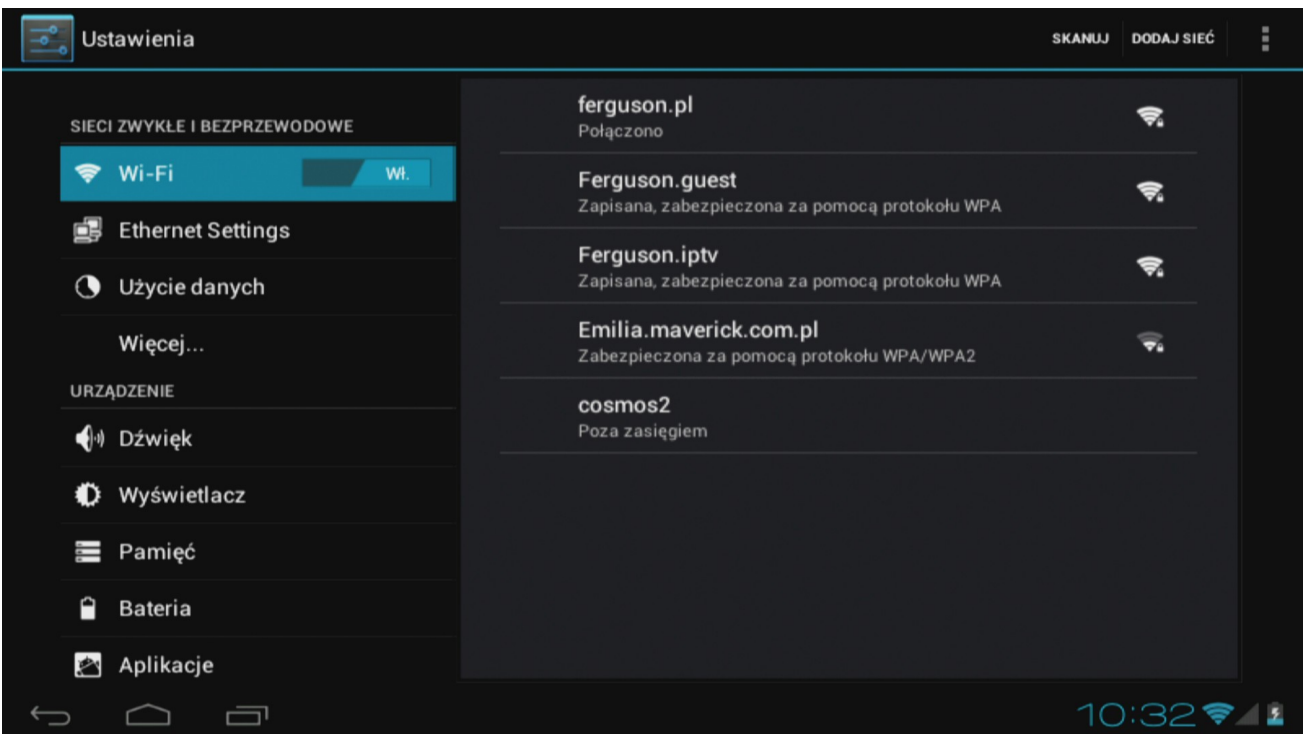 Ustawienia
SKANUJ
DODAJ SIEĆ
SIECI ZWYKŁE I BEZPRZEWODOWE
Wi-Fi
Wł.
Ethernet Settings
Użycie danych
Więcej...
URZĄDZENIE
Dźwięk
Wyświetlacz
Pamięć
Bateria
Aplikacje
ferguson.pl
Połączono
Ferguson.guest
Zapisana, zabezpieczona za pomocą protokołu WPA
Ferguson.iptv
Zapisana, zabezpieczona za pomocą protokołu WPA
Emilia.maverick.com.pl
Zabezpieczona za pomocą protokołu WPA/WPA2
cosmos2
Poza zasięgiem
10:32